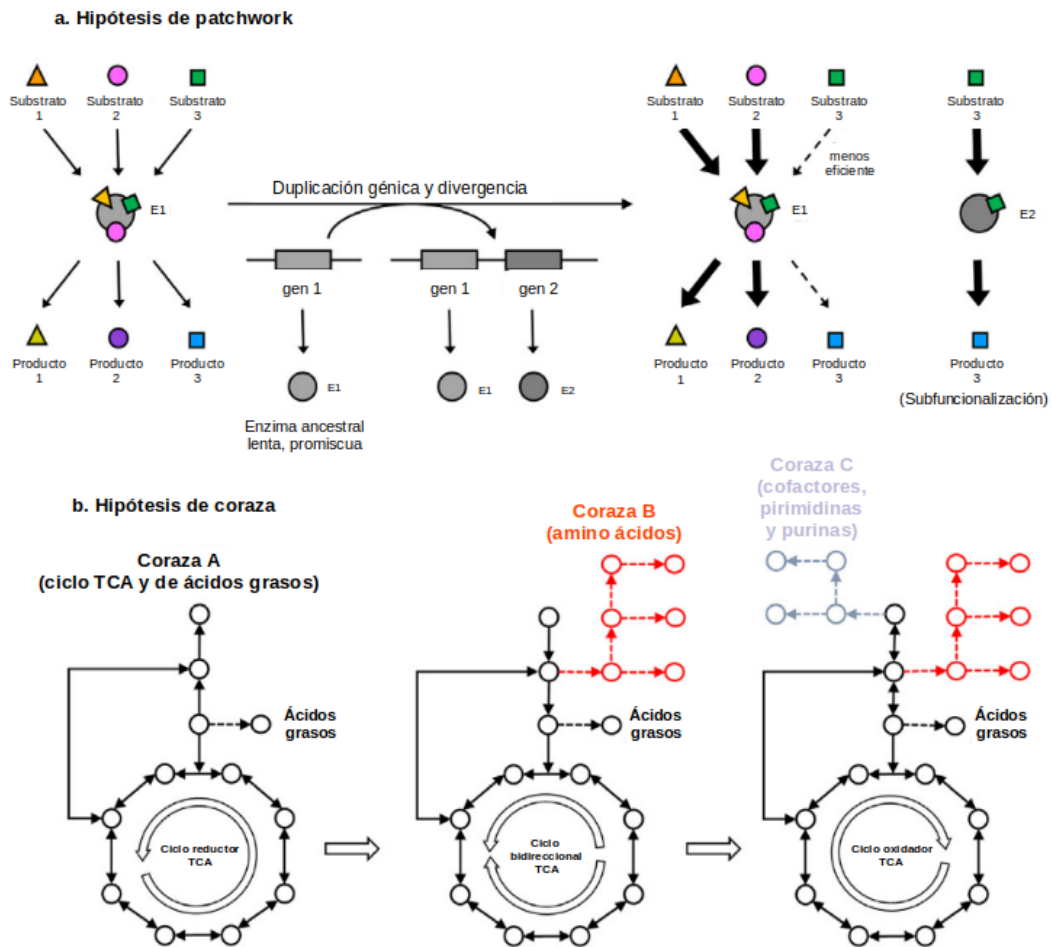 a. Hipótesis de patchwork
Substrato
1
Substrato
2
Substrato
3
E1
Producto
1
Producto
2
Producto
3
Duplicación génica y divergencia
gen 1
gen 1
gen 2
E1
E1
E2
Enzima ancestral
lenta, promiscua
Substrato
1
Substrato
2
Substrato
3
menos
eficiente
E1
Producto
1
Producto
2
Producto
3
Substrato
3
E2
Producto
3
(Subfuncionalización)
b. Hipótesis de coraza
Coraza A
(ciclo TCA y de ácidos grasos)
Ácidos
grasos
Ciclo reductor
TCA
Coraza B
(amino ácidos)
Ácidos
grasos
Ciclo
bidireccional
TCA
Coraza C
(cofactores,
pirimidinas
y purinas)
Ácidos
grasos
Ciclo oxidador
TCA